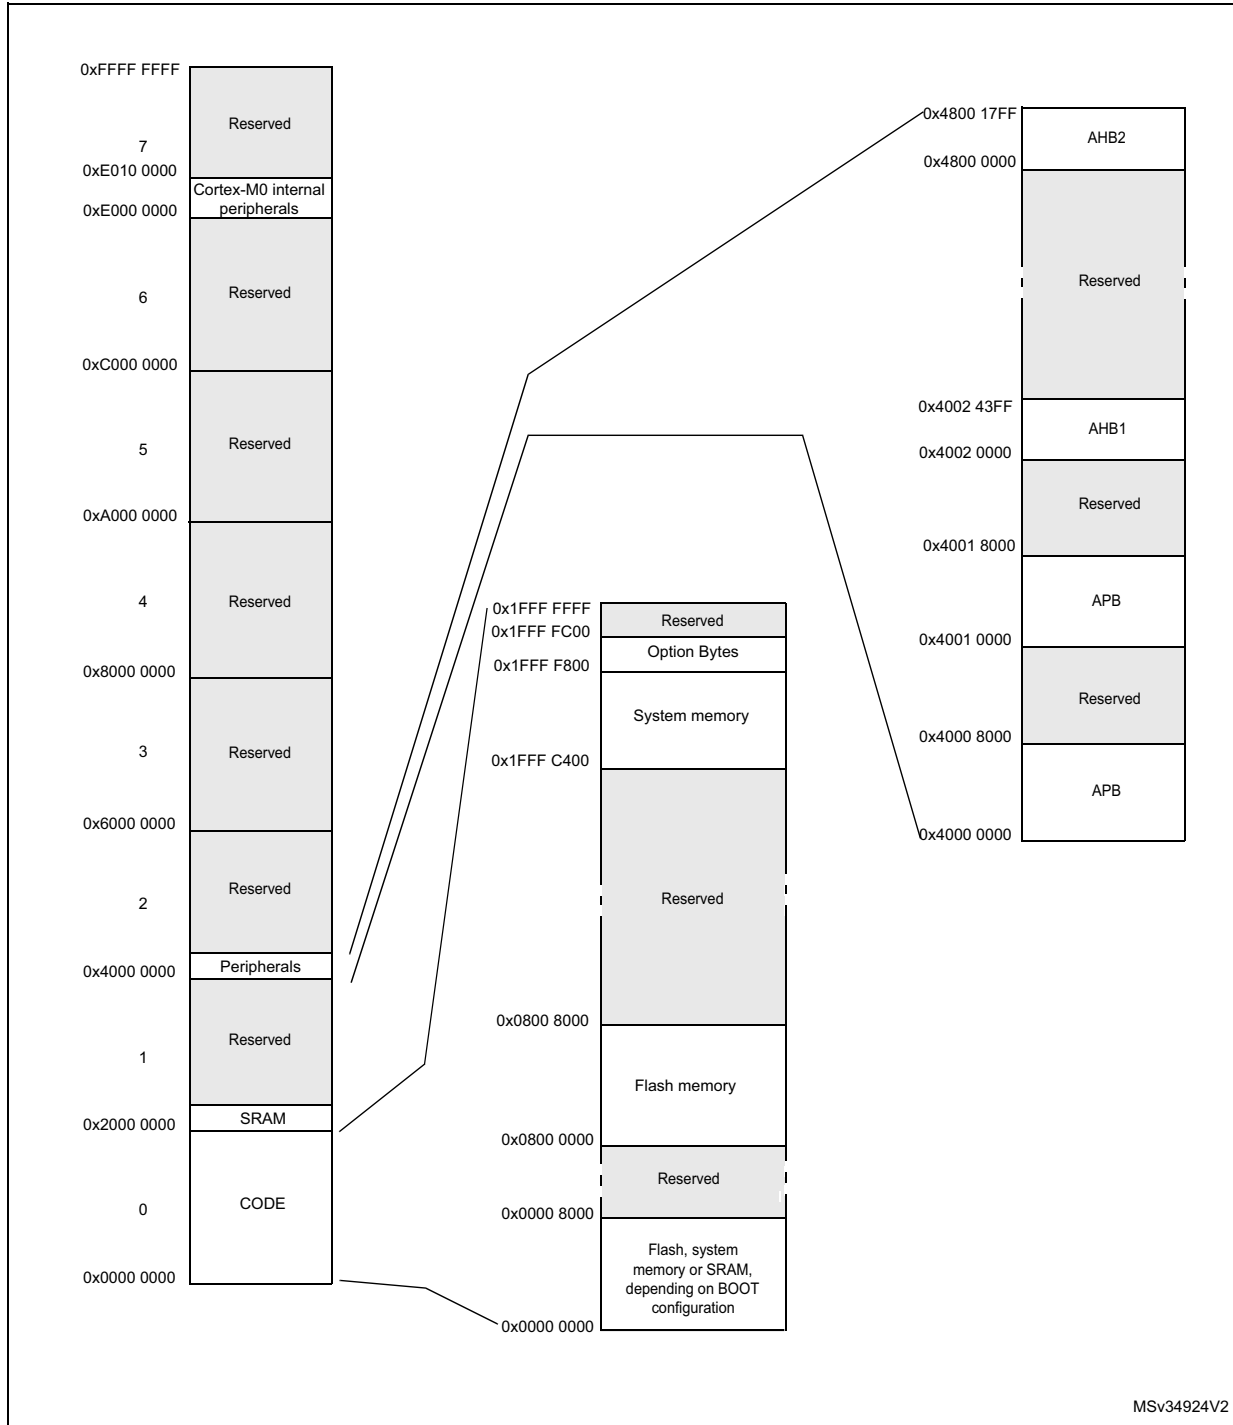 0xFFFF FFFF
Reserved
7
0xE010 0000
Cortex-M0 internal
peripherals
0xE000 0000
Reserved
6
0xC000 0000
Reserved
5
0xA000 0000
Reserved
4
0x8000 0000
Reserved
3
0x6000 0000
Reserved
2
0x4000 0000
Peripherals
Reserved
1
0x2000 0000
SRAM
CODE
0
0x0000 0000
0x1FFF FFFF
Reserved
0x1FFF FC00
Option Bytes
0x1FFF F800
System memory
0x1FFF C400
Reserved
0x0800 8000
Flash memory
0x0800 0000
Reserved
0x0000 8000
Flash, system
memory or SRAM,
depending on BOOT
configuration
0x0000 0000
0x4800 17FF
AHB2
0x4800 0000
Reserved
0x4002 43FF
AHB1
0x4002 0000
Reserved
0x4001 8000
APB
0x4001 0000
Reserved
0x4000 8000
APB
0x4000 0000
MSv34924V2